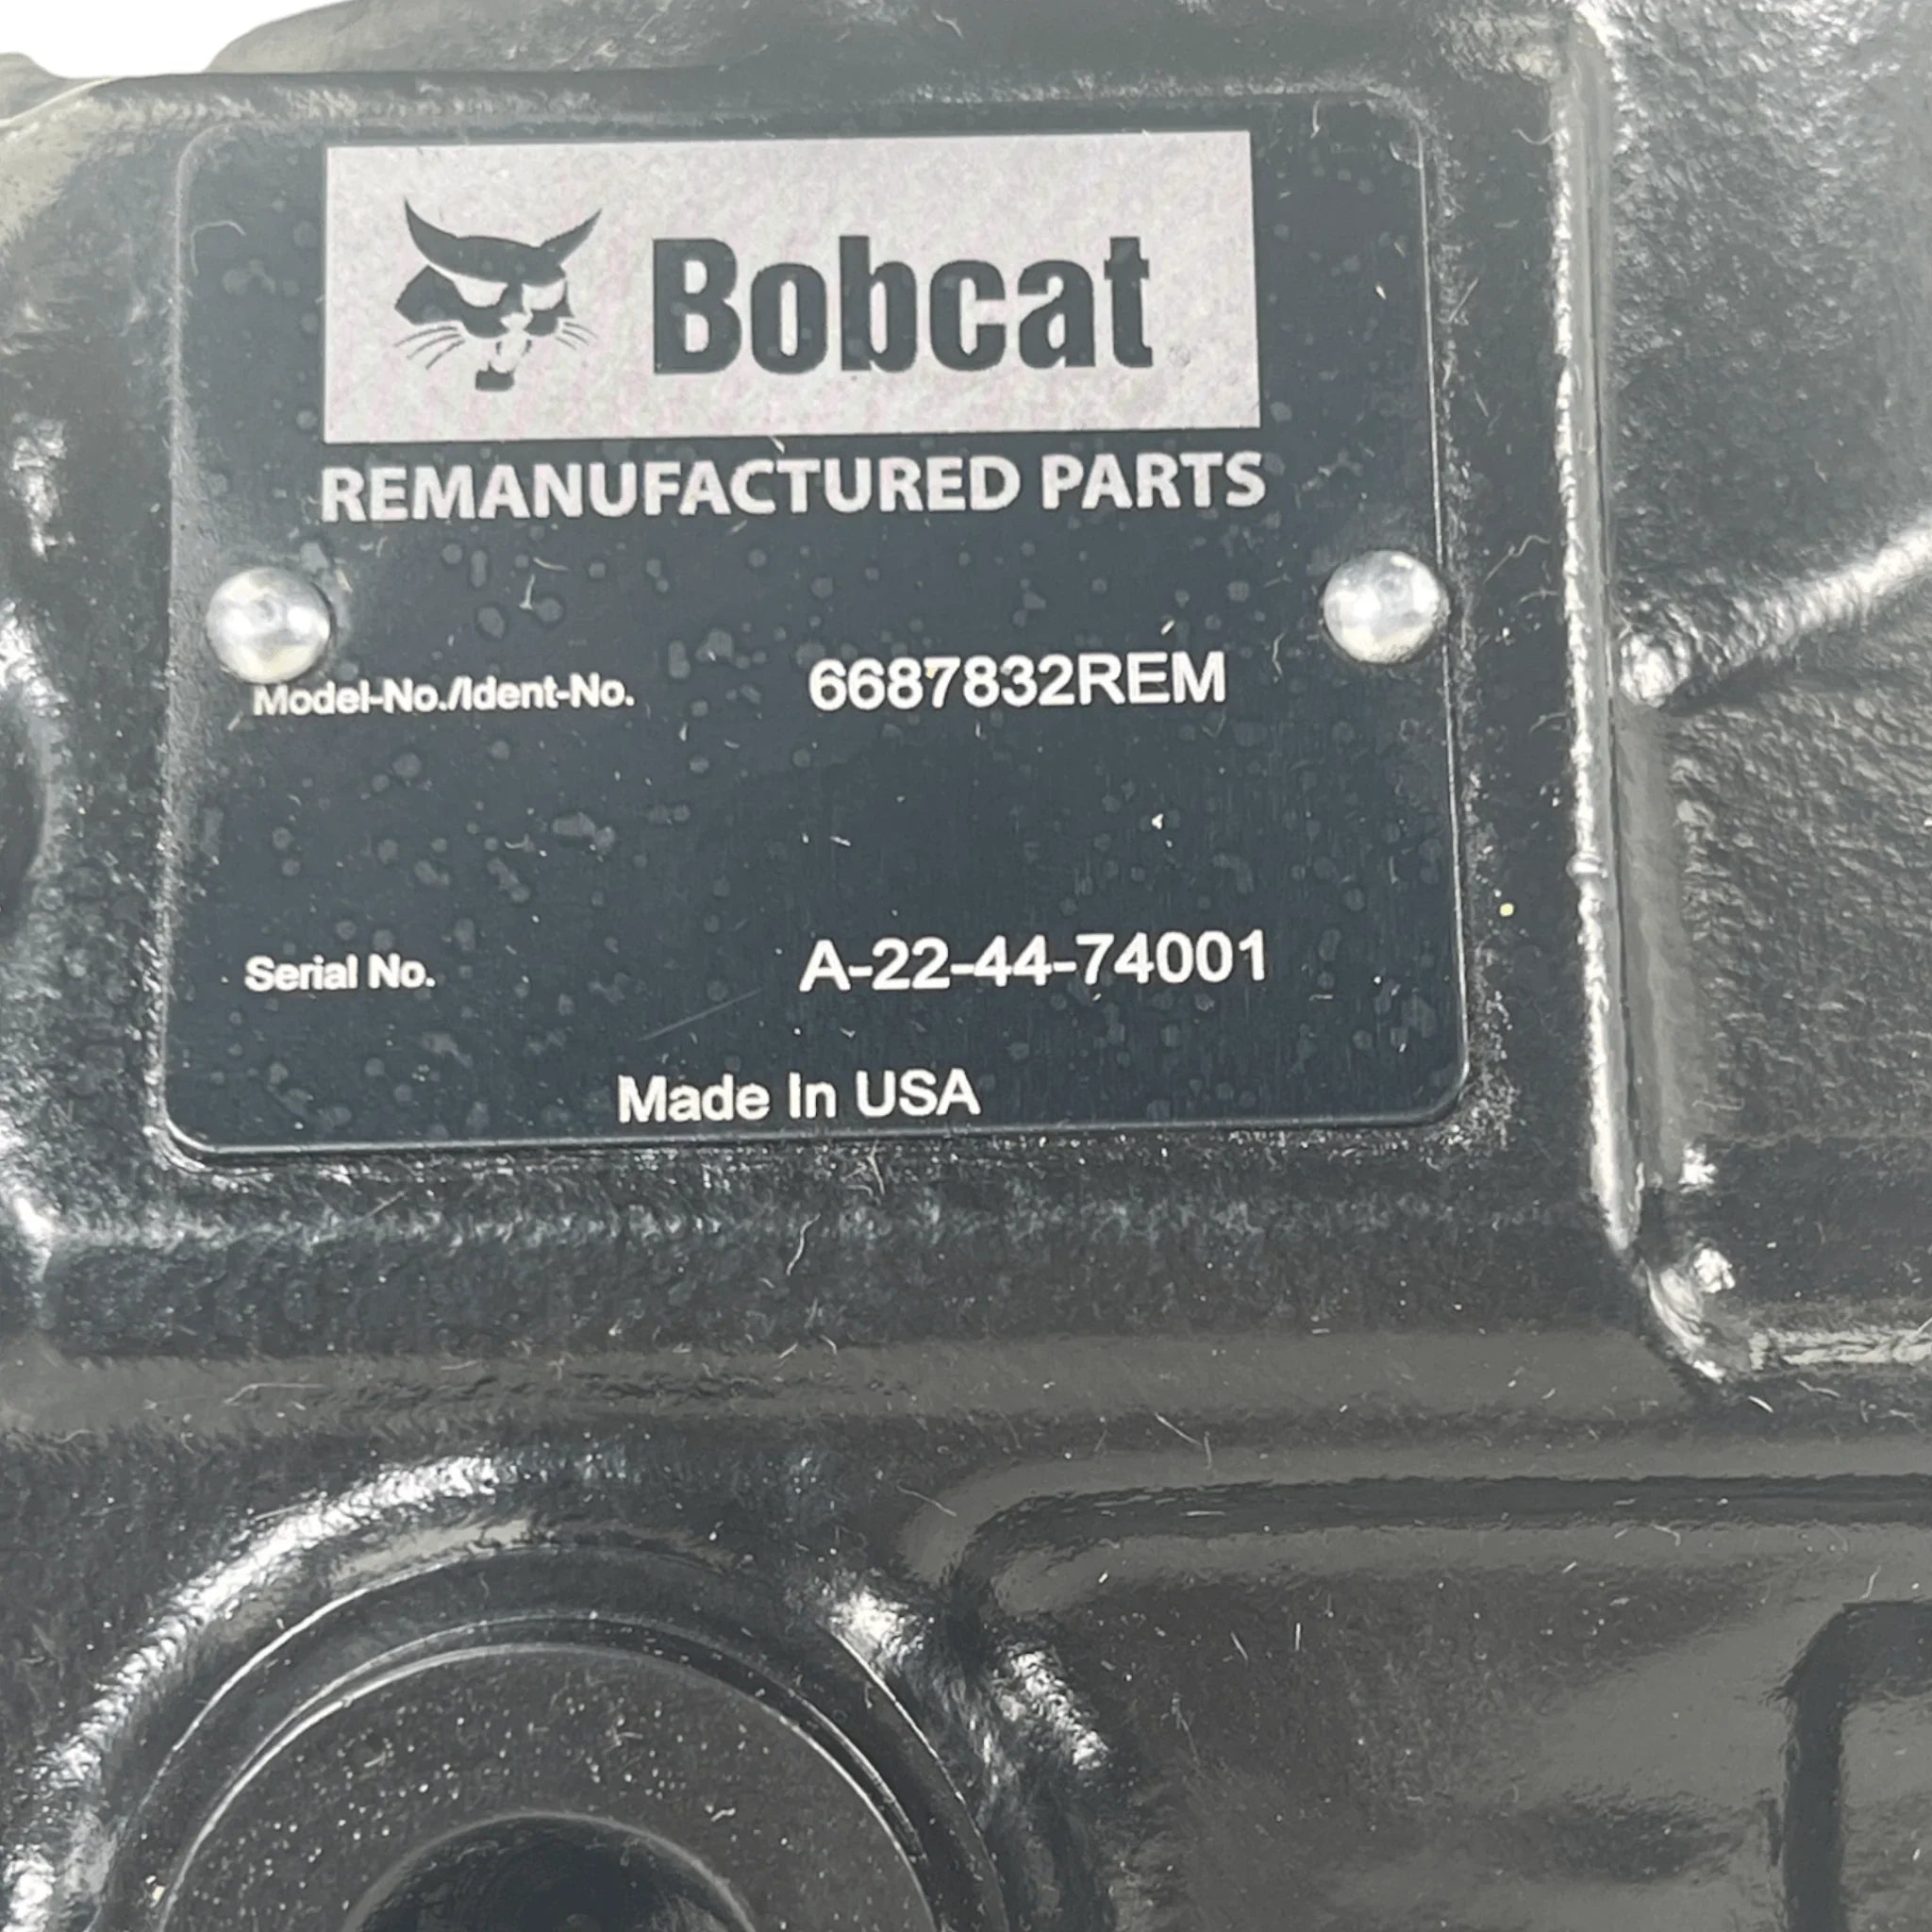 Bobcat
REMANUFACTURED PARTS
Model-No./Ident-No. 6687832REM
Serial No. A-22-44-74001
Made In USA